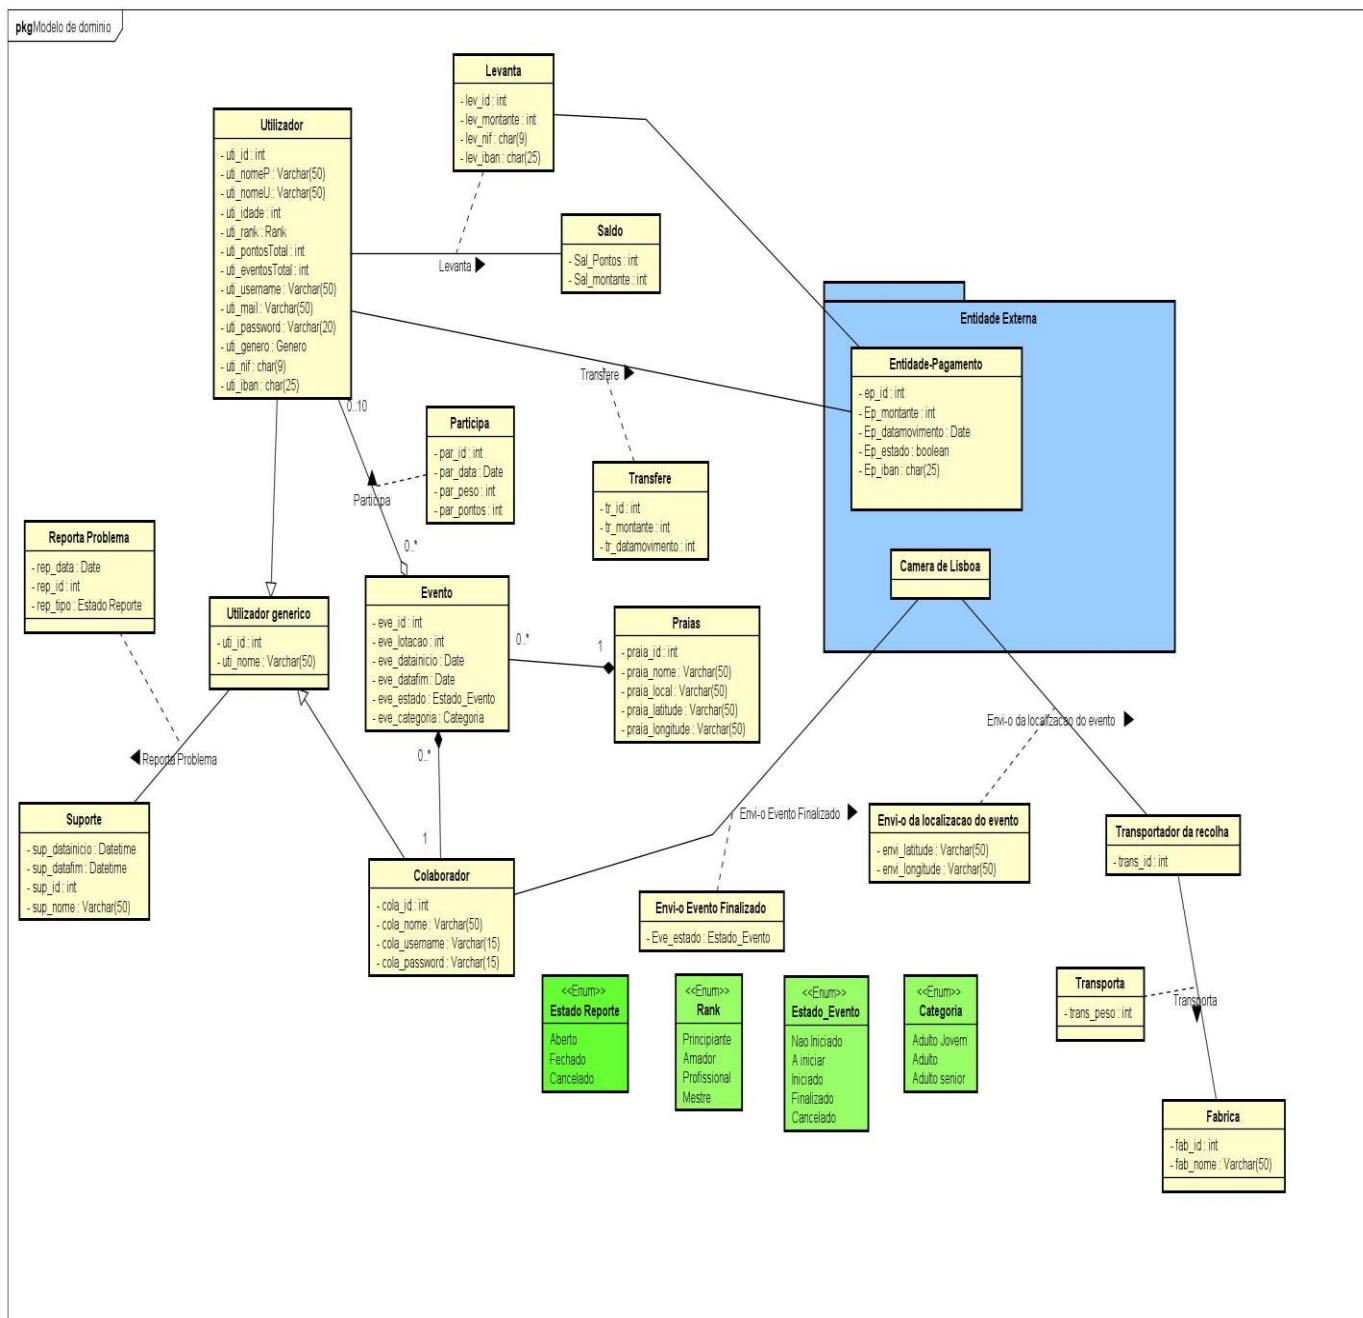 pkg Modelo de dominio
Levanta
- lev_id : int
- lev_montante : int
- lev_nif : char(9)
- lev_iban : char(25)
Utilizador
- uti_id : int
- uti_nomeP : Varchar(50)
- uti_nomeU : Varchar(50)
- uti_idade : int
- uti_rank : Rank
- uti_pontosTotal : int
- uti_eventosTotal : int
- uti_username : Varchar(50)
- uti_mail : Varchar(50)
- uti_password : Varchar(20)
- uti_genero : Genero
- uti_nif : char(9)
- uti_iban : char(25)
Levanta
Saldo
- Sal_Pontos : int
- Sal_montante : int
Entidade Externa
Entidade-Pagamento
- ep_id : int
- Ep_montante : int
- Ep_datamovimento : Date
- Ep_estado : boolean
- Ep_iban : char(25)
Transfere
0..10
Participa
- par_id : int
- par_data : Date
- par_peso : int
- par_pontos : int
Participa
0..*
Transfere
- tr_id : int
- tr_montante : int
- tr_datamovimento : int
Reporta Problema
- rep_data : Date
- rep_id : int
- rep_tipo : Estado Reporte
Camera de Lisboa
Utilizador generico
- uti_id : int
- uti_nome : Varchar(50)
Evento
- eve_id : int
- eve_lotacao : int
- eve_datainicio : Date
- eve_datafim : Date
- eve_estado : Estado_Evento
- eve_categoria : Categoria
0..*
1
Praias
- praia_id : int
- praia_nome : Varchar(50)
- praia_local : Varchar(50)
- praia_latitude : Varchar(50)
- praia_longitude : Varchar(50)
Envi-o da localizacao do evento
Reporta Problema
0..*
1
Suporte
- sup_datainicio : Datetime
- sup_datafim : Datetime
- sup_id : int
- sup_nome : Varchar(50)
Envi-o Evento Finalizado
Envi-o da localizacao do evento
- envi_latitude : Varchar(50)
- envi_longitude : Varchar(50)
Transportador da recolha
- trans_id : int
Colaborador
- cola_id : int
- cola_nome : Varchar(50)
- cola_username : Varchar(15)
- cola_password : Varchar(15)
Envi-o Evento Finalizado
- Eve_estado : Estado_Evento
<<Enum>>
Estado Reporte
Aberto
Fechado
Cancelado
<<Enum>>
Rank
Principiante
Amador
Profissional
Mestre
<<Enum>>
Estado_Evento
Nao Iniciado
A iniciar
Iniciado
Finalizado
Cancelado
<<Enum>>
Categoria
Adulto Jovem
Adulto
Adulto senior
Transporta
- trans_peso : int
Transporta
Fabrica
- fab_id : int
- fab_nome : Varchar(50)